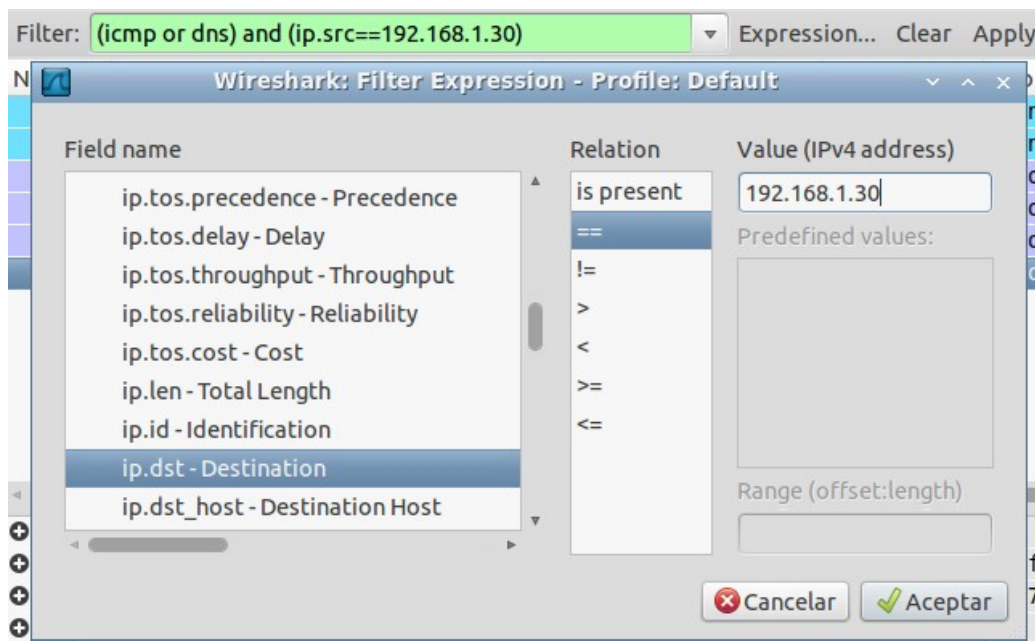 Filter: (icmp or dns) and (ip.src==192.168.1.30) Expression... Clear Apply
N
Wireshark: Filter Expression - Profile: Default
Field name
ip.tos.precedence - Precedence
ip.tos.delay - Delay
ip.tos.throughput - Throughput
ip.tos.reliability - Reliability
ip.tos.cost - Cost
ip.len - Total Length
ip.id - Identification
ip.dst - Destination
ip.dst_host - Destination Host
Relation
is present
==
!=
>
<
>=
<=
Value (IPv4 address)
192.168.1.30
Predefined values:
Range (offset:length)
Cancelar
Aceptar